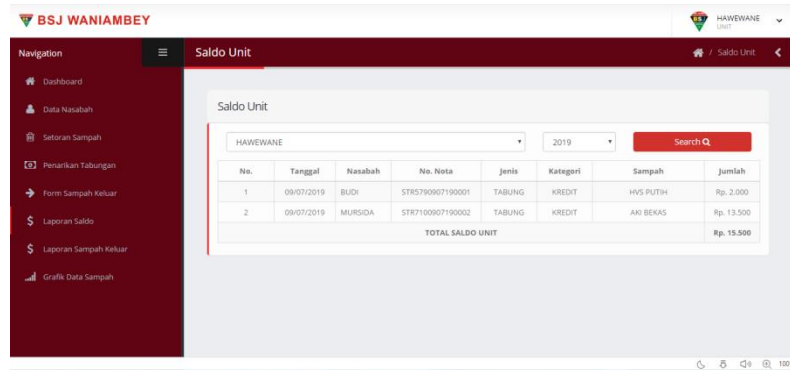 BSJ WANIAMBEY
HAWEWANE
UNIT
Navigation
Saldo Unit
/ Saldo Unit
Dashboard
Data Nasabah
Setoran Sampah
Penarikan Tabungan
Form Sampah Keluar
Laporan Saldo
Laporan Sampah Keluar
Grafik Data Sampah
Saldo Unit
HAWEWANE 2019 Search
No. Tanggal Nasabah No. Nota Jenis Kategori Sampah Jumlah
1 09/07/2019 BUDI STR5790907190001 TABUNG KREDIT HVS PUTIH Rp. 2.000
2 09/07/2019 MURSIDA STR7100907190002 TABUNG KREDIT AKI BEKAS Rp. 13.500
TOTAL SALDO UNIT Rp. 15.500
100